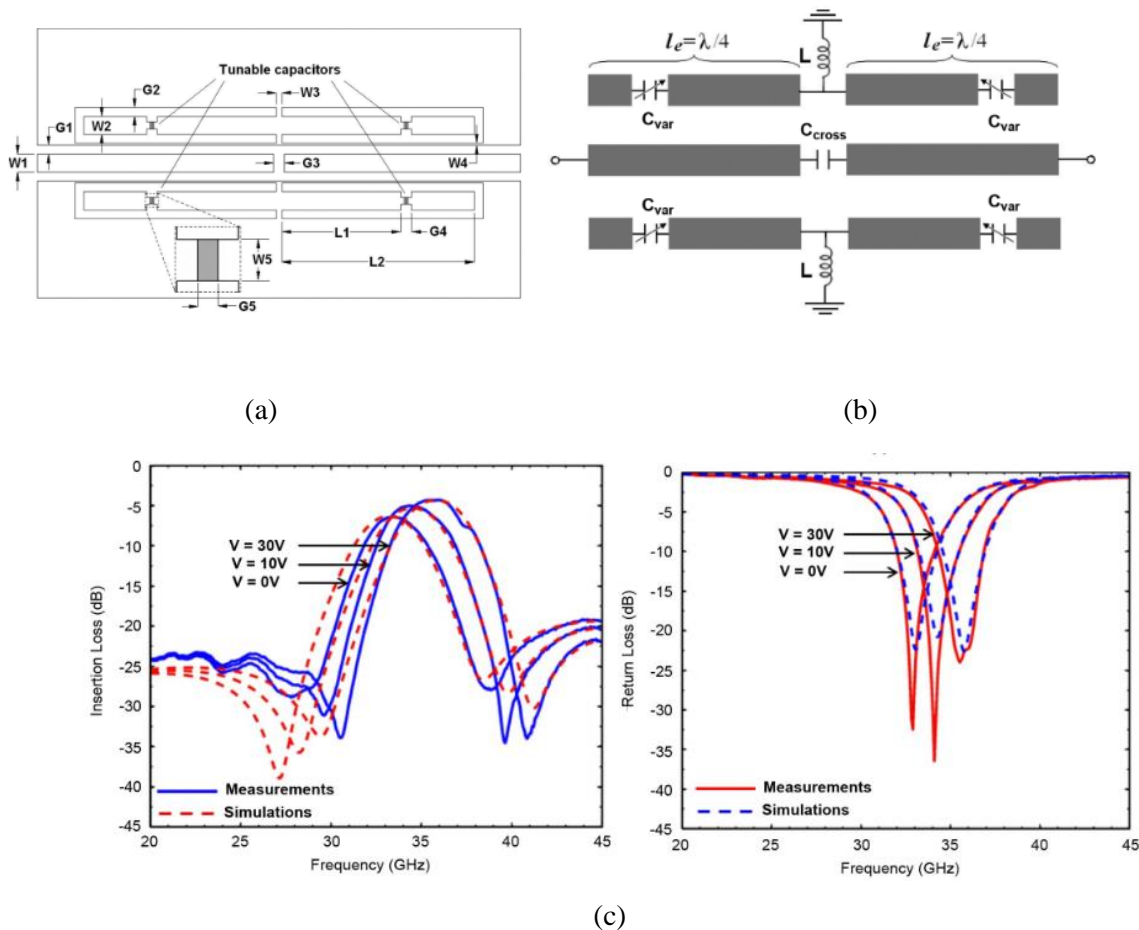 Tunable capacitors
G2
W3
W2
G1
W1
G3
W4
L1
G4
L2
W5
G5
(a)
le=λ/4
le=λ/4
L
Cvar
Cvar
Ccross
Cvar
Cvar
L
(b)
0
-5
-10
-15
-20
-25
-30
-35
-40
-45
Insertion Loss (dB)
V = 30V
V = 10V
V = 0V
Measurements
Simulations
20
25
30
35
40
45
Frequency (GHz)
0
-5
-10
-15
-20
-25
-30
-35
-40
-45
Return Loss (dB)
V = 30V
V = 10V
V = 0V
Measurements
Simulations
20
25
30
35
40
45
Frequency (GHz)
(c)